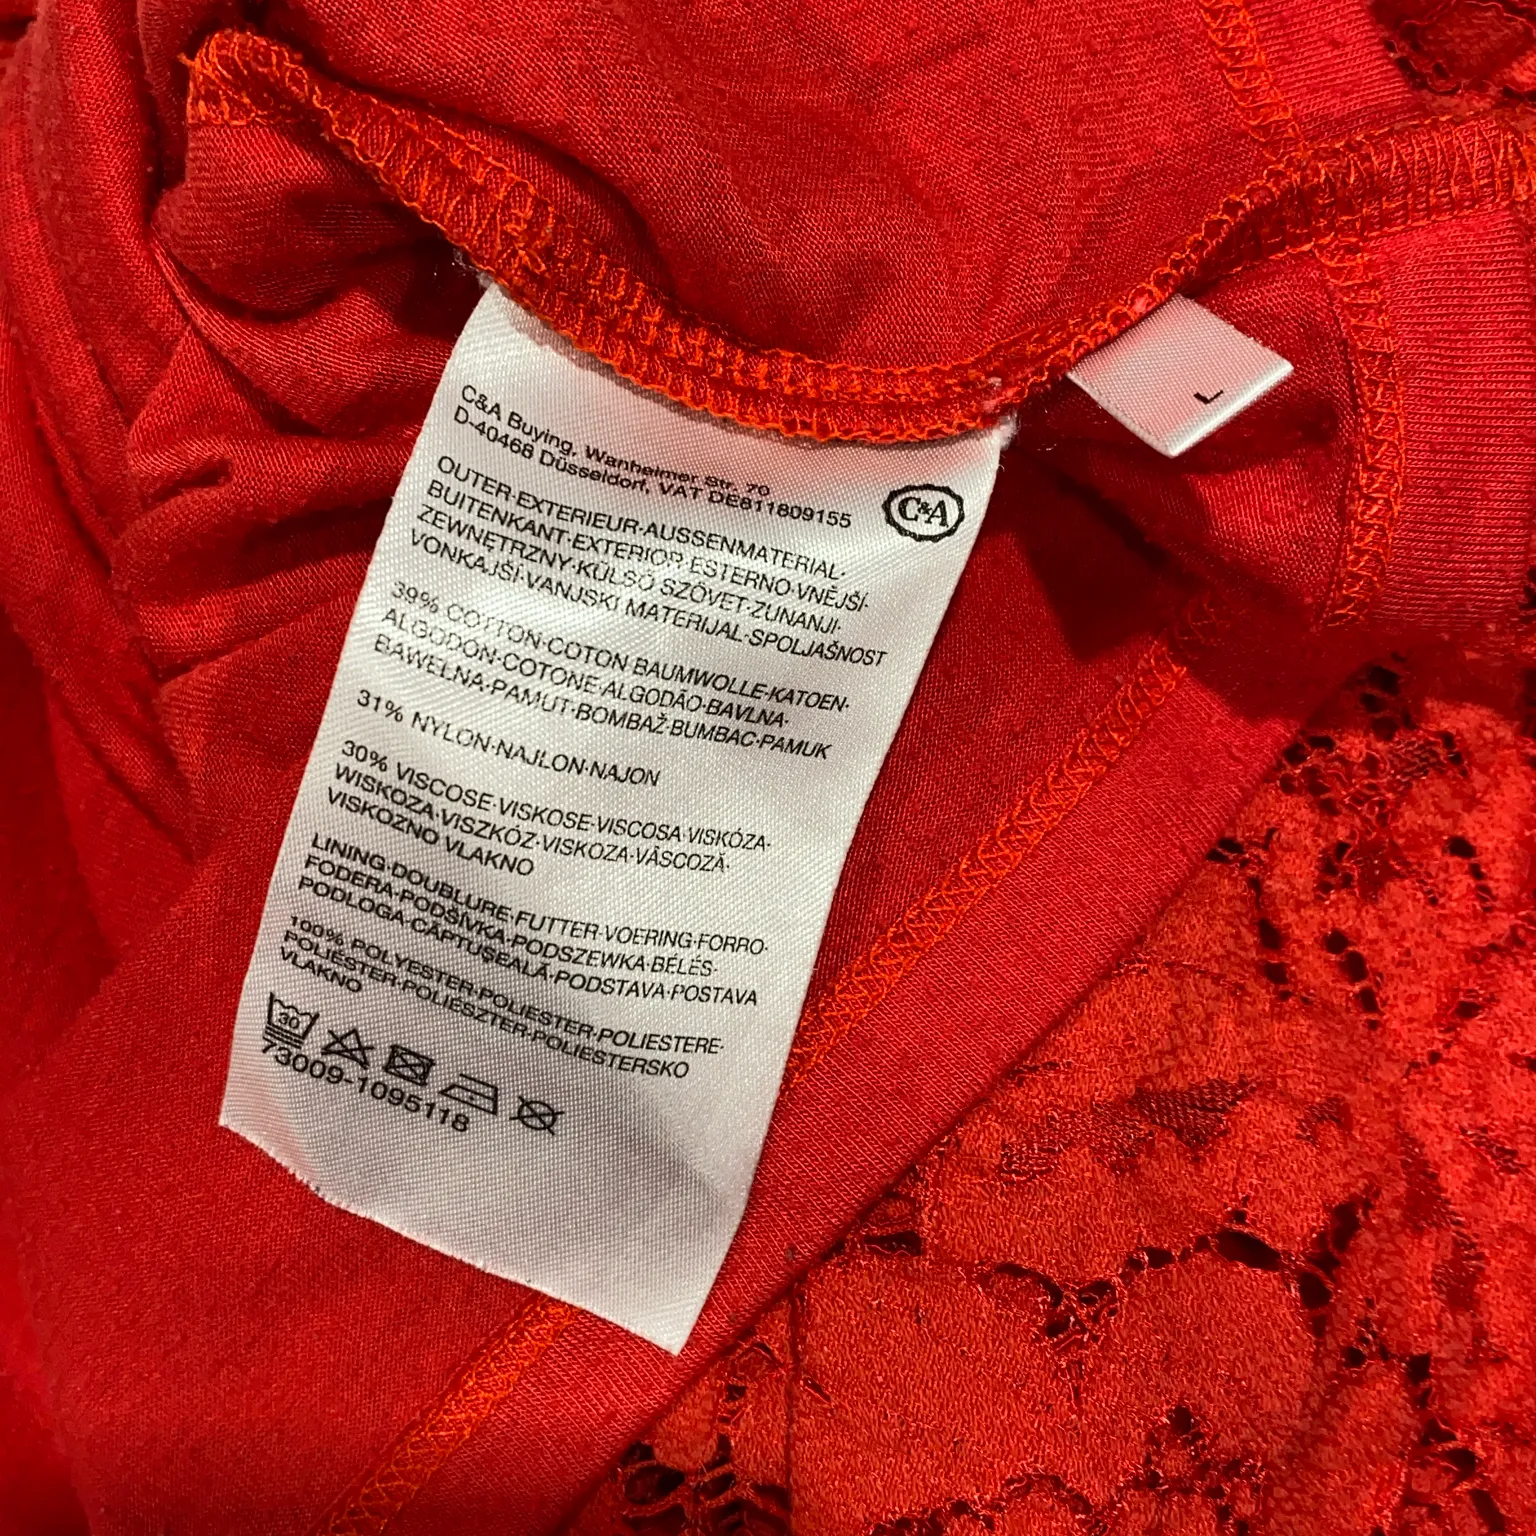 C&A Buying, Wanheimer Str. 70
D-40468 Düsseldorf, VAT DE811809155
C&A
L
OUTER·EXTERIEUR·AUSSENMATERIAL·
BUITENKANT·EXTERIOR·ESTERNO·VNĚJŠÍ·
ZEWNĘTRZNY·KÜLSŐ SZÖVET·ZUNANJI·
VONKAJŠI·VANJSKI MATERIJAL·SPOLJAŠNOST
39% COTTON·COTON·BAUMWOLLE·KATOEN·
ALGODÓN·COTONE·ALGODÃO·BAVLNA·
BAWEŁNA·PAMUT·BOMBAŽ·BUMBAC·PAMUK
31% NYLON·NAJLON·NAJON
30% VISCOSE·VISKOSE·VISCOSA·VISKÓZA·
WISKOZA·VISZKÓZ·VISKOZA·VÂSCOZĂ·
VISKOZNO VLAKNO
LINING·DOUBLURE·FUTTER·VOERING·FORRO·
FODERA·PODŠÍVKA·PODSZEWKA·BÉLÉS·
PODLOGA·CĂPTUŞEALĂ·PODSTAVA·POSTAVA
100% POLYESTER·POLIESTER·POLIESTERE·
POLIÉSTER·POLIÉSZTER·POLIESTERSKO
VLAKNO
30
73009-1095118